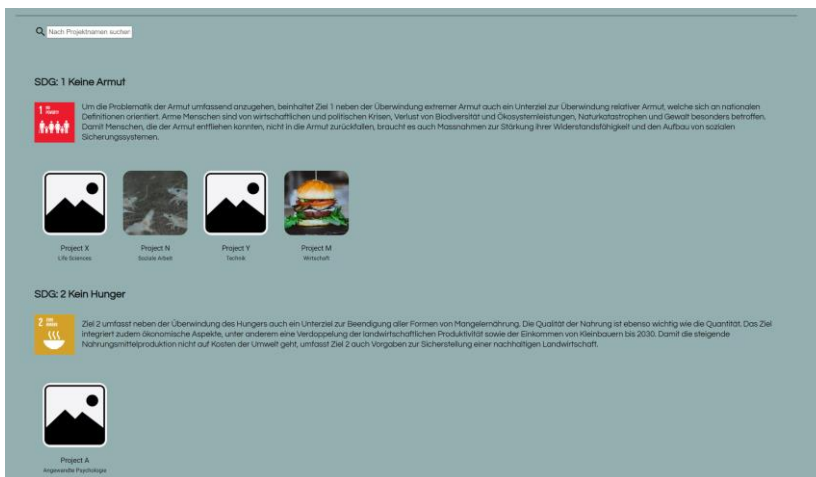 Nach Projektnamen suchen
SDG: 1 Keine Armut
1 NO POVERTY
Um die Problematik der Armut umfassend anzugehen, beinhaltet Ziel 1 neben der Überwindung extremer Armut auch ein Unterziel zur Überwindung relativer Armut, welche sich an nationalen
Definitionen orientiert. Arme Menschen sind von wirtschaftlichen und politischen Krisen, Verlust von Biodiversität und Ökosystemleistungen, Naturkatastrophen und Gewalt besonders betroffen.
Damit Menschen, die der Armut entfliehen konnten, nicht in die Armut zurückfallen, braucht es auch Massnahmen zur Stärkung ihrer Widerstandsfähigkeit und den Aufbau von sozialen
Sicherungssystemen.
Project X
Project N
Project Y
Project M
Life Sciences
Soziale Arbeit
Technik
Wirtschaft
SDG: 2 Kein Hunger
2 ZERO HUNGER
Ziel 2 umfasst neben der Überwindung des Hungers auch ein Unterziel zur Beendigung aller Formen von Mangelernährung. Die Qualität der Nahrung ist ebenso wichtig wie die Quantität. Das Ziel
integriert zudem ökonomische Aspekte, unter anderem eine Verdoppelung der landwirtschaftlichen Produktivität sowie der Einkommen von Kleinbauern bis 2030. Damit die steigende
Nahrungsmittelproduktion nicht auf Kosten der Umwelt geht, umfasst Ziel 2 auch Vorgaben zur Sicherstellung einer nachhaltigen Landwirtschaft.
Project A
Angewandte Psychologie